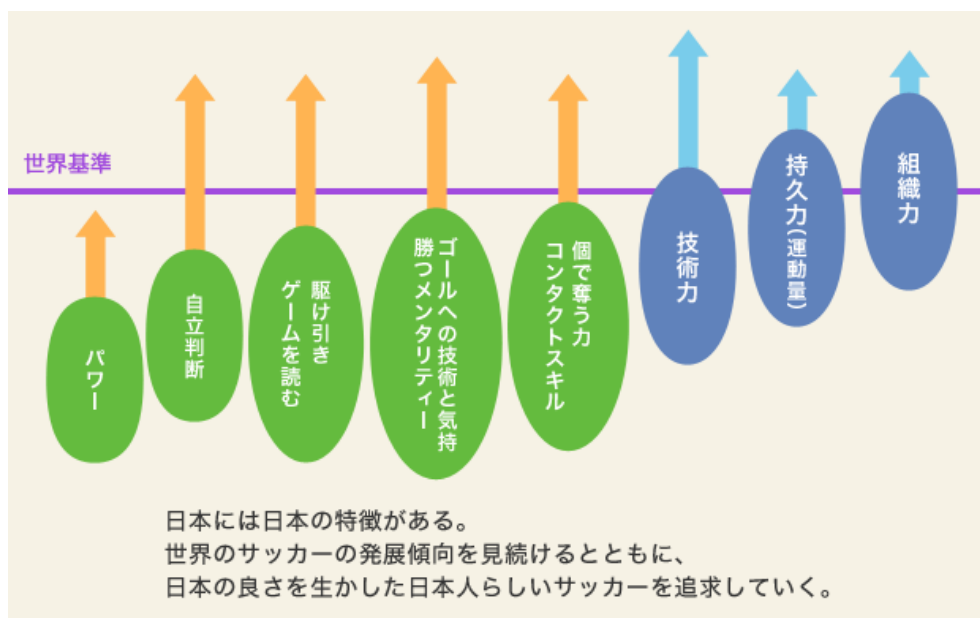 世界基準
パワー
自立判断
駆け引き
ゲームを読む
ゴールへの技術と気持
勝つメンタリティー
個で奪う力
コンタクトスキル
技術力
持久力(運動量)
組織力
日本には日本の特徴がある。
世界のサッカーの発展傾向を見続けるとともに、
日本の良さを生かした日本人らしいサッカーを追求していく。